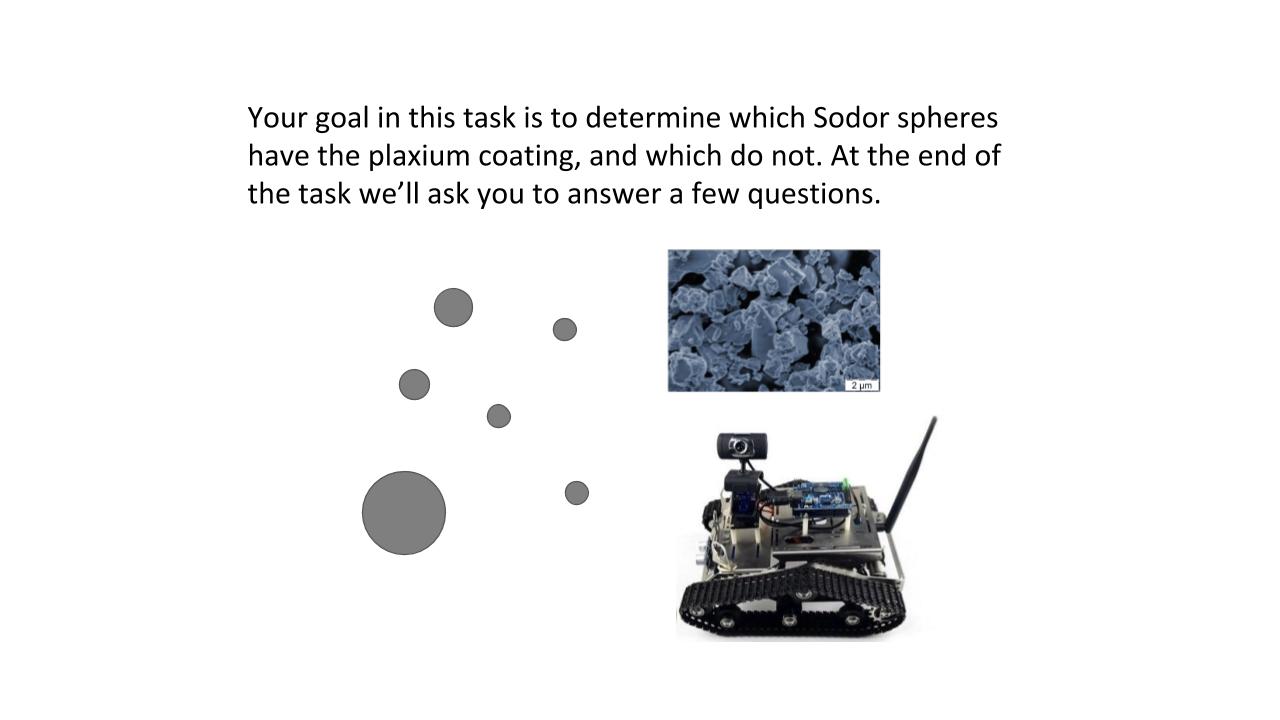 Your goal in this task is to determine which Sodor spheres
have the plaxium coating, and which do not. At the end of
the task we’ll ask you to answer a few questions.
2 μm